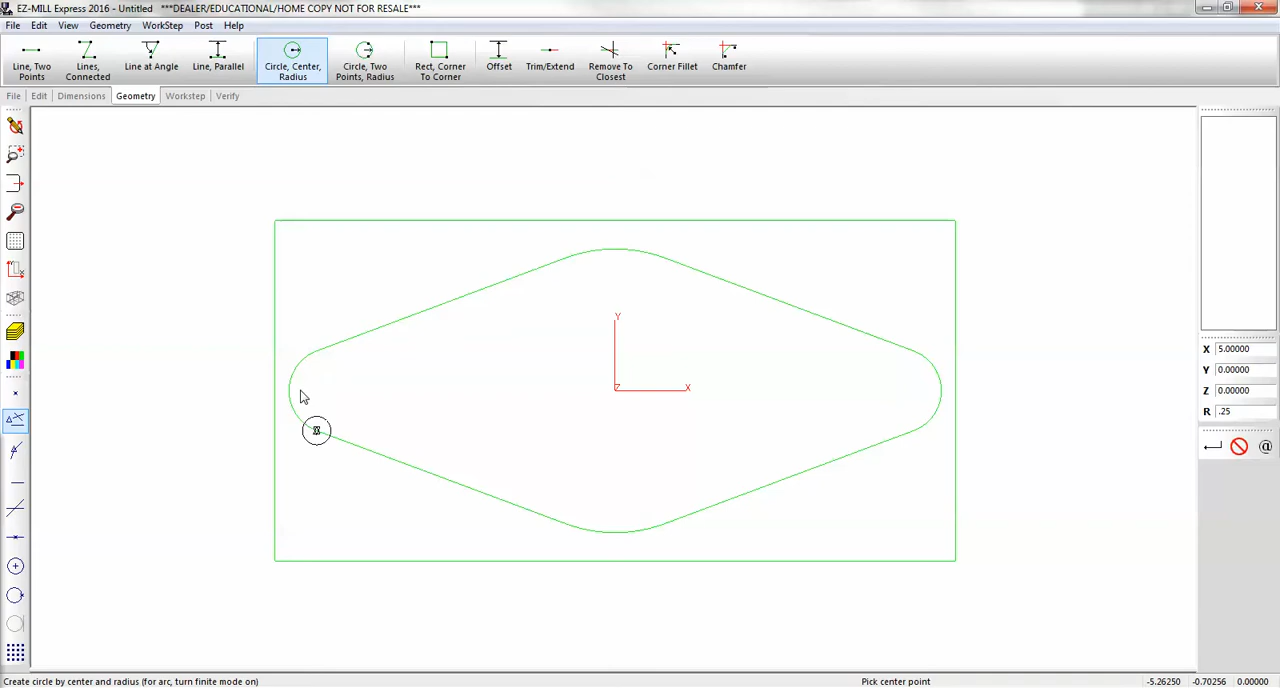 EZ-MILL Express 2016 - Untitled ***DEALER/EDUCATIONAL/HOME COPY NOT FOR RESALE***
File Edit View Geometry WorkStep Post Help
Line, Two Points
Lines, Connected
Line at Angle
Line, Parallel
Circle, Center, Radius
Circle, Two Points, Radius
Rect, Corner To Corner
Offset
Trim/Extend
Remove To Closest
Corner Fillet
Chamfer
File Edit Dimensions Geometry Workstep Verify
Y
Z X
X 5.00000
Y 0.00000
Z 0.00000
R .25
@
Create circle by center and radius (for arc, turn finite mode on) Pick center point -5.26250 -0.70256 0.00000